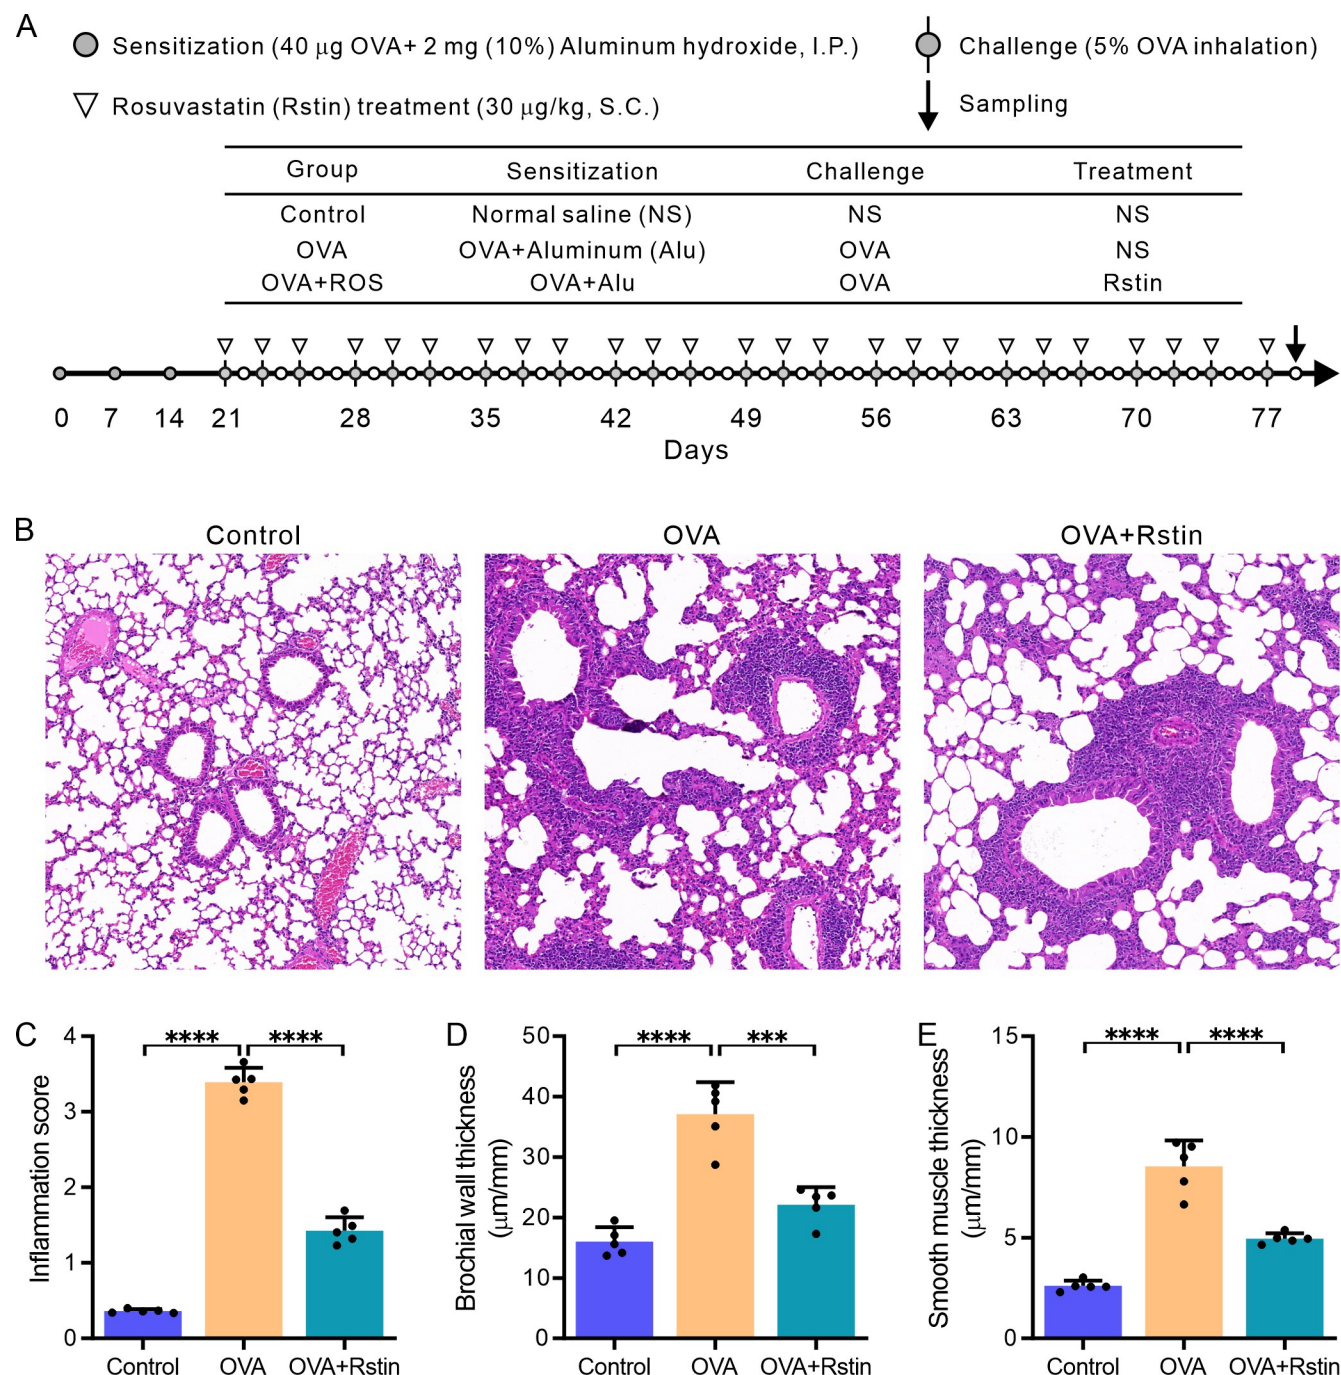 A
Sensitization (40 μg OVA+ 2 mg (10%) Aluminum hydroxide, I.P.)
Challenge (5% OVA inhalation)
Rosuvastatin (Rstin) treatment (30 μg/kg, S.C.)
Sampling
Group Sensitization Challenge Treatment
Control Normal saline (NS) NS NS
OVA OVA+Aluminum (Alu) OVA NS
OVA+ROS OVA+Alu OVA Rstin
0 7 14 21 28 35 42 49 56 63 70 77
Days
B
Control OVA OVA+Rstin
C
Inflammation score
4
3
2
1
0
**** ****
Control OVA OVA+Rstin
D
Brochial wall thickness
(μm/mm)
50
40
30
20
10
0
**** ***
Control OVA OVA+Rstin
E
Smooth muscle thickness
(μm/mm)
15
10
5
0
**** ****
Control OVA OVA+Rstin